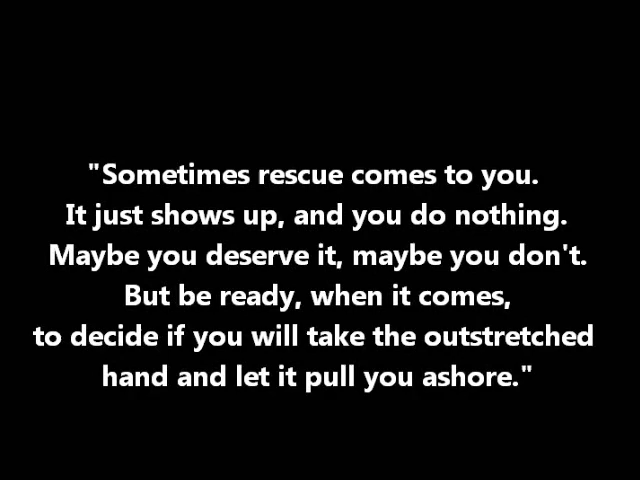 "Sometimes rescue comes to you.
It just shows up, and you do nothing.
Maybe you deserve it, maybe you don't.
But be ready, when it comes,
to decide if you will take the outstretched
hand and let it pull you ashore."